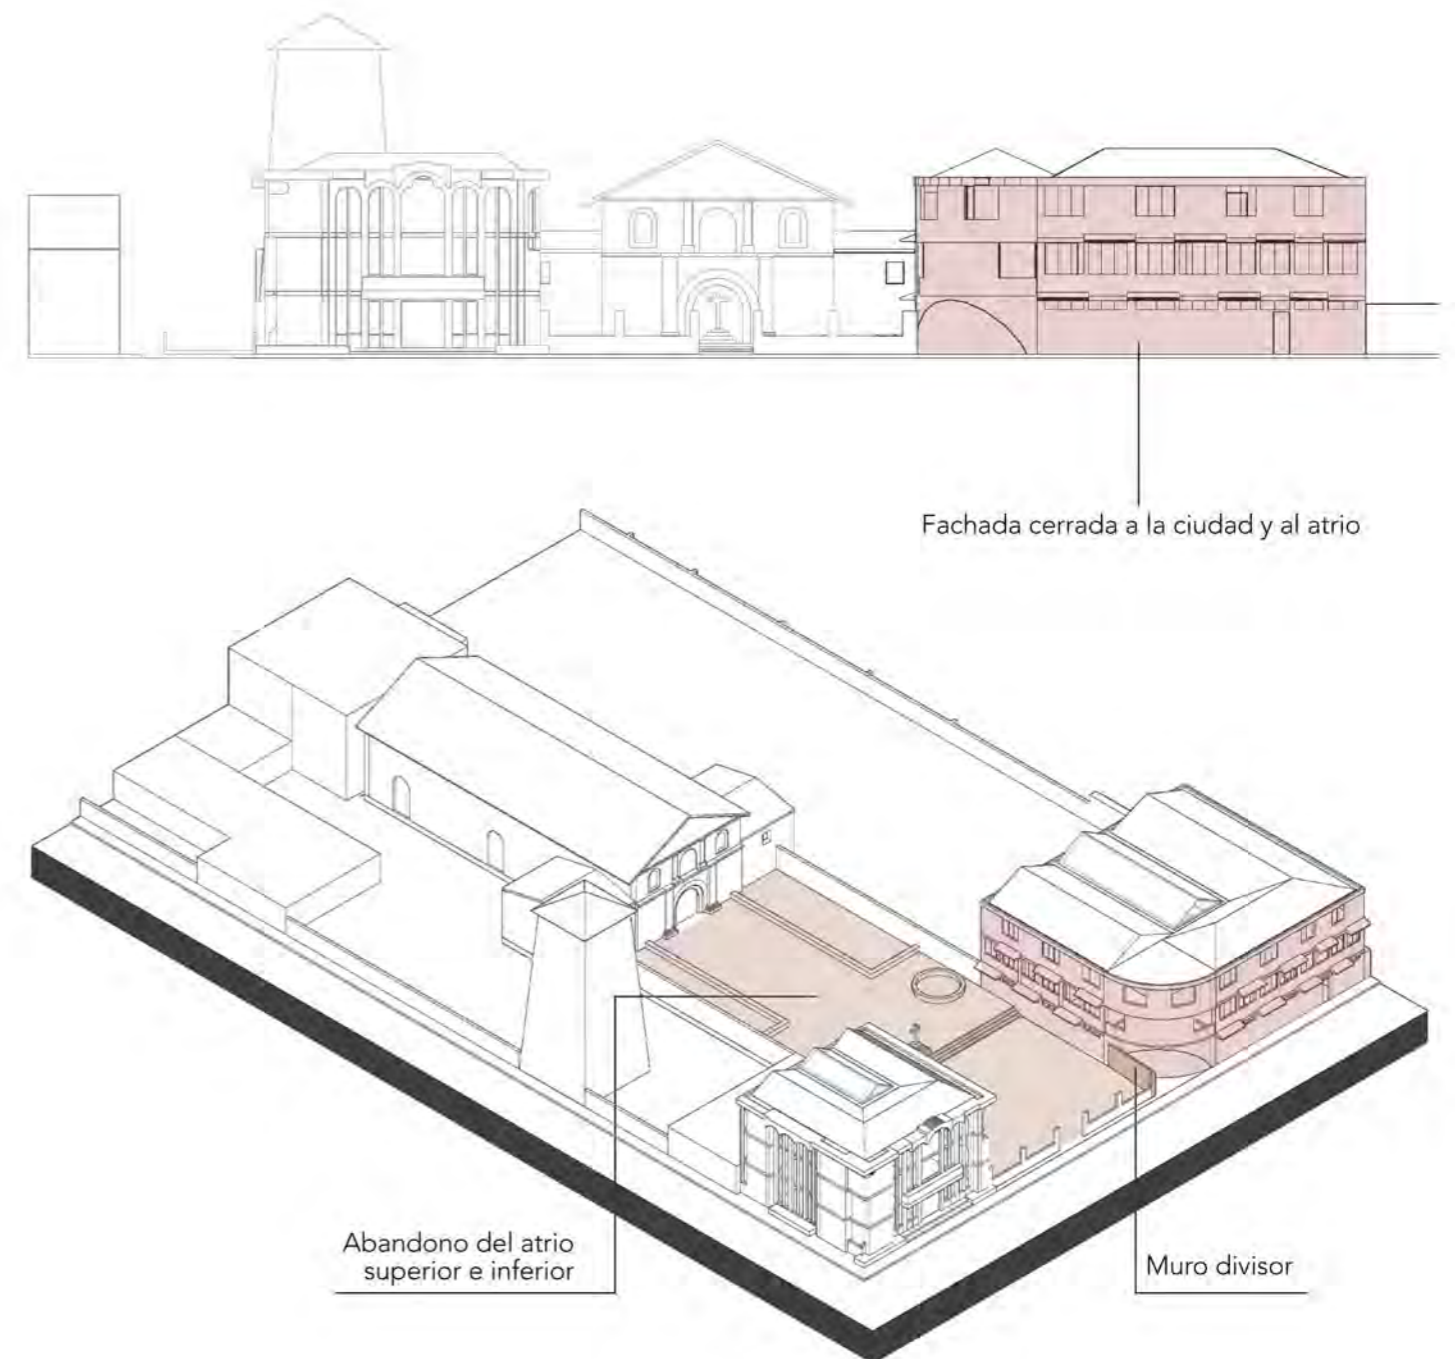 Fachada cerrada a la ciudad y al atrio
Abandono del atrio
superior e inferior
Muro divisor